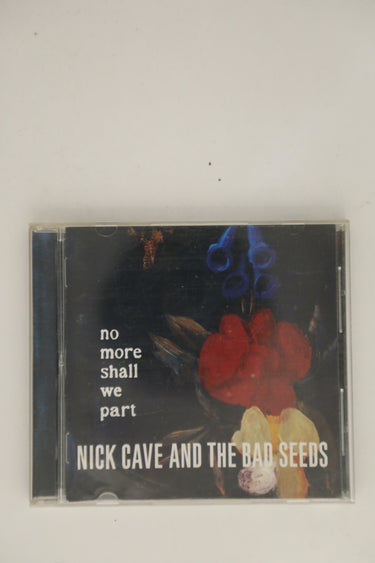 no
more
shall
we
part
NICK CAVE AND THE BAD SEEDS